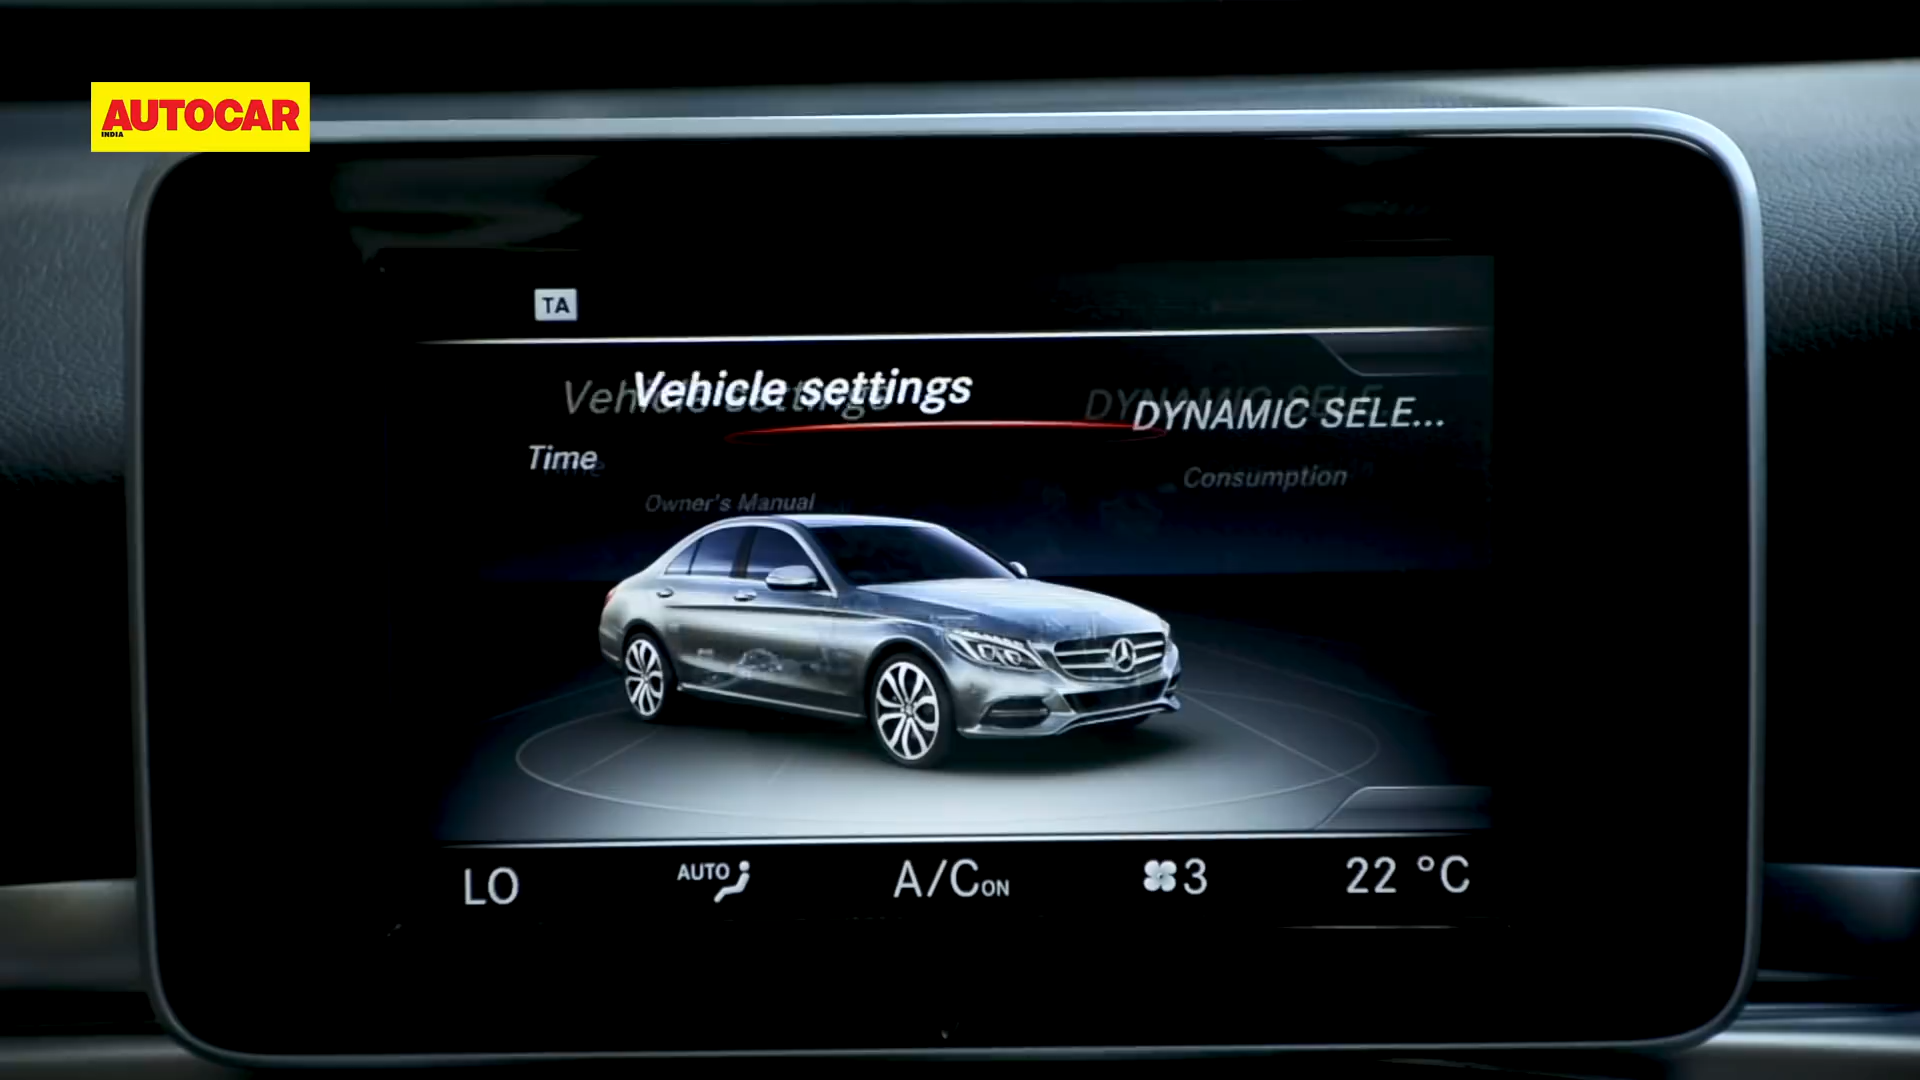 AUTOCAR
INDIA
TA
Vehicle settings
DYNAMIC SELE...
Time
Consumption
Owner's Manual
LO
AUTO
A/C ON
3
22 °C